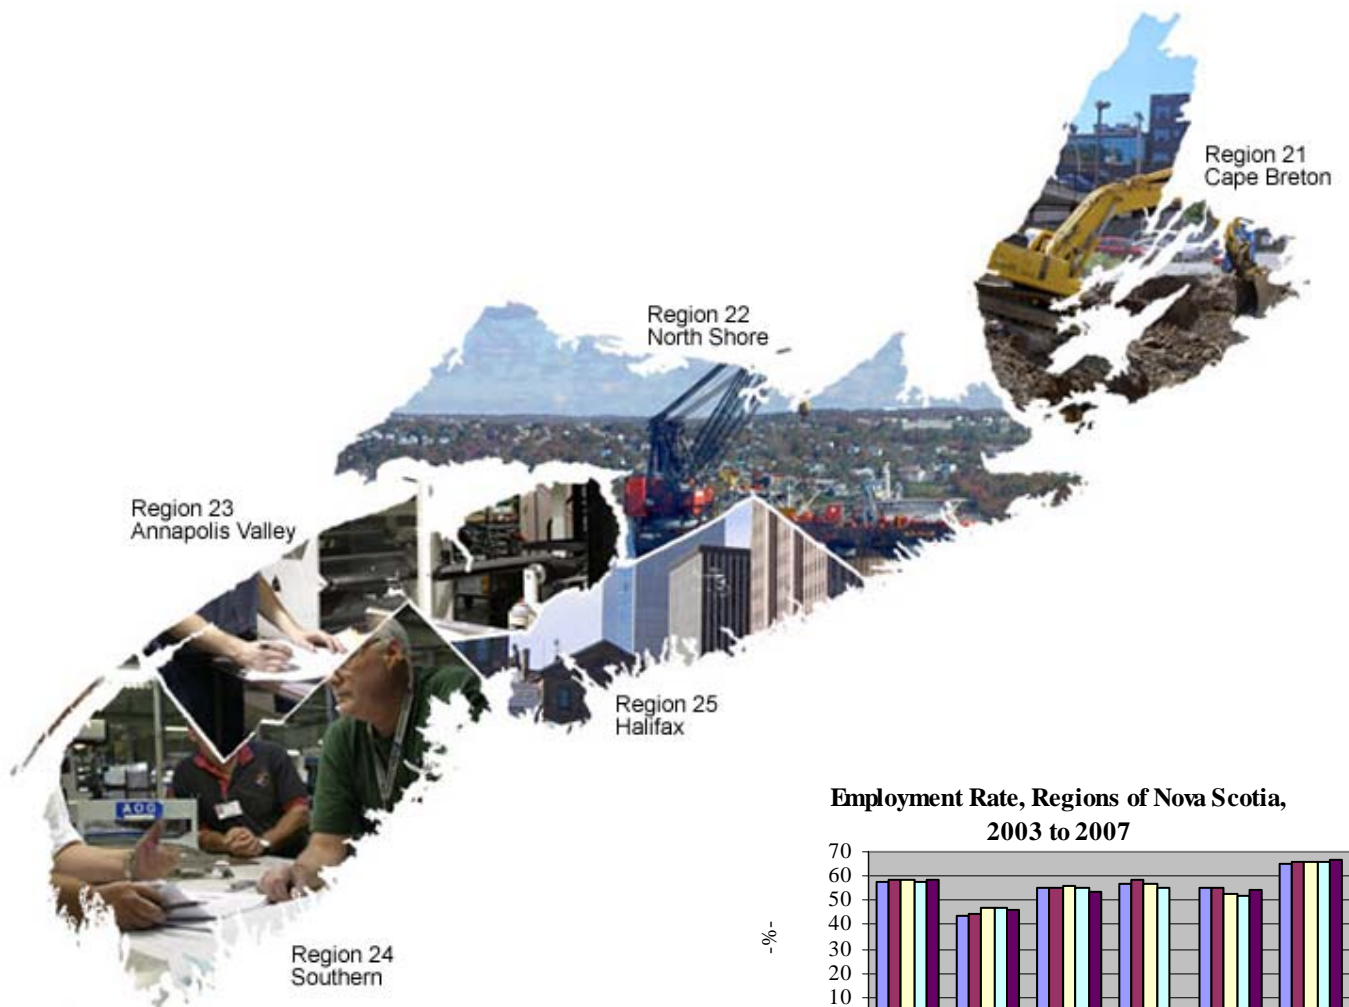 Region 21
Cape Breton
Region 22
North Shore
Region 23
Annapolis Valley
Region 25
Halifax
AOG
Region 24
Southern
Employment Rate, Regions of Nova Scotia,
2003 to 2007
70
60
50
40
30
20
10
-%-